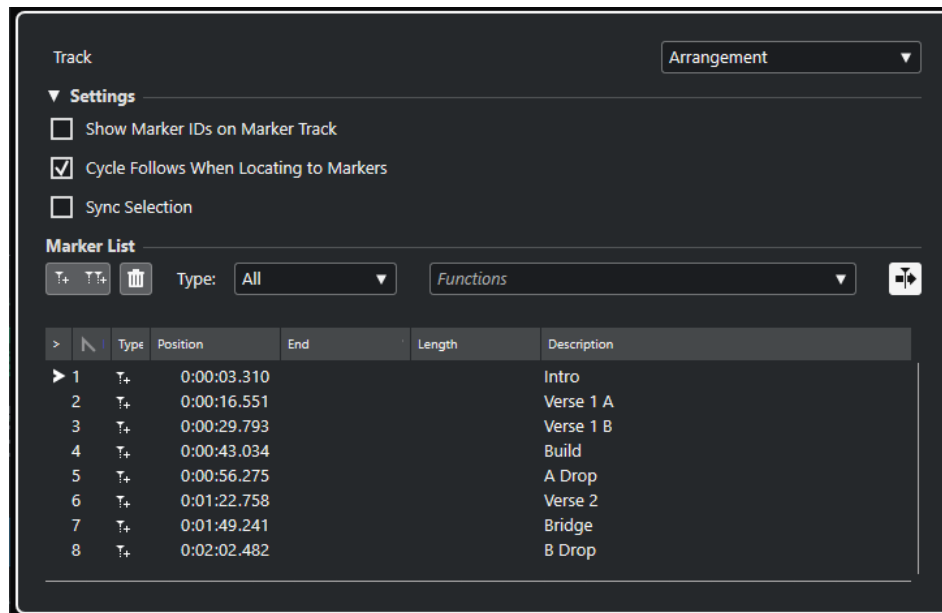 Track Arrangement
Settings
Show Marker IDs on Marker Track
Cycle Follows When Locating to Markers
Sync Selection
Marker List
Type: All Functions
> Type Position End Length Description
1 0:00:03.310 Intro
2 0:00:16.551 Verse 1 A
3 0:00:29.793 Verse 1 B
4 0:00:43.034 Build
5 0:00:56.275 A Drop
6 0:01:22.758 Verse 2
7 0:01:49.241 Bridge
8 0:02:02.482 B Drop